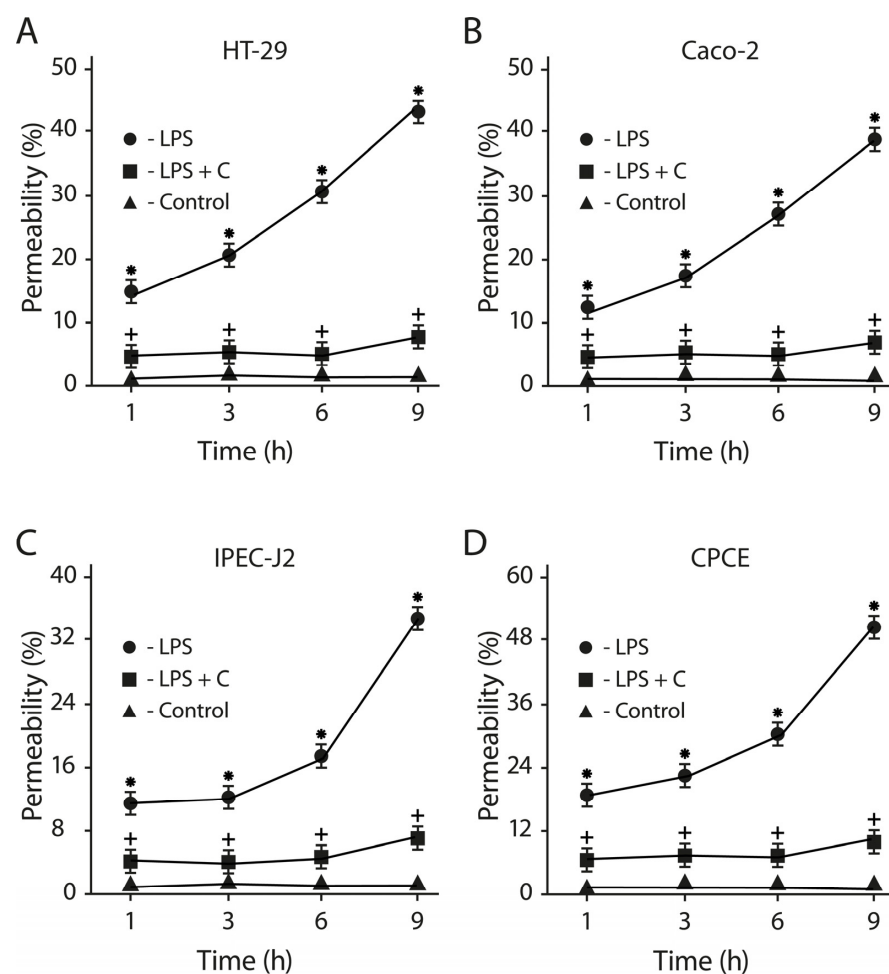 A
HT-29
50
40
30
20
10
0
Permeability (%)
- LPS
- LPS + C
- Control
*
*
*
*
+
+
+
+
1
3
6
9
Time (h)
B
Caco-2
50
40
30
20
10
0
Permeability (%)
- LPS
- LPS + C
- Control
*
*
*
*
+
+
+
+
1
3
6
9
Time (h)
C
IPEC-J2
40
32
24
16
8
0
Permeability (%)
- LPS
- LPS + C
- Control
*
*
*
*
+
+
+
+
1
3
6
9
Time (h)
D
CPCE
60
48
36
24
12
0
Permeability (%)
- LPS
- LPS + C
- Control
*
*
*
*
+
+
+
+
1
3
6
9
Time (h)